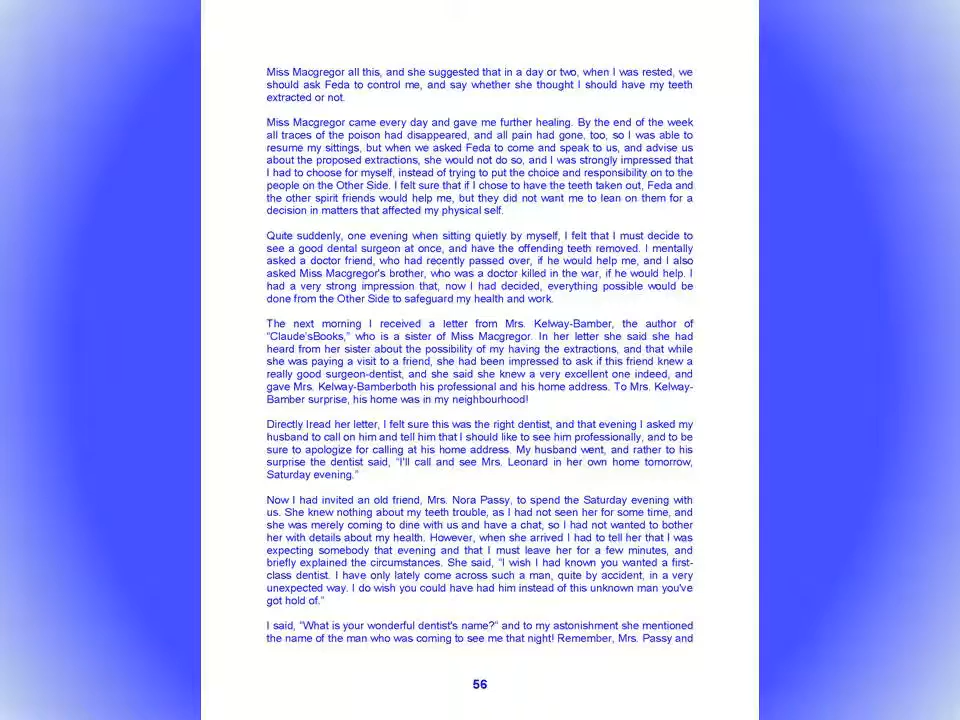 Miss Macgregor all this, and she suggested that in a day or two, when I was rested, we
should ask Feda to control me, and say whether she thought I should have my teeth
extracted or not.
Miss Macgregor came every day and gave me further healing. By the end of the week
all traces of the poison had disappeared, and all pain had gone, too, so I was able to
resume my sittings, but when we asked Feda to come and speak to us, and advise us
about the proposed extractions, she would not do so, and I was strongly impressed that
I had to choose for myself, instead of trying to put the choice and responsibility on to the
people on the Other Side. I felt sure that if I chose to have the teeth taken out, Feda and
the other spirit friends would help me, but they did not want me to lean on them for a
decision in matters that affected my physical self.
Quite suddenly, one evening when sitting quietly by myself, I felt that I must decide to
see a good dental surgeon at once, and have the offending teeth removed. I mentally
asked a doctor friend, who had recently passed over, if he would help me, and I also
asked Miss Macgregor's brother, who was a doctor killed in the war, if he would help. I
had a very strong impression that, now I had decided, everything possible would be
done from the Other Side to safeguard my health and work.
The next morning I received a letter from Mrs. Kelway-Bamber, the author of
“Claude’sBooks,” who is a sister of Miss Macgregor. In her letter she said she had
heard from her sister about the possibility of my having the extractions, and that while
she was paying a visit to a friend, she had been impressed to ask if this friend knew a
really good surgeon-dentist, and she said she knew a very excellent one indeed, and
gave Mrs. Kelway-Bamberboth his professional and his home address. To Mrs. Kelway-
Bamber surprise, his home was in my neighbourhood!
Directly Iread her letter, I felt sure this was the right dentist, and that evening I asked my
husband to call on him and tell him that I should like to see him professionally, and to be
sure to apologize for calling at his home address. My husband went, and rather to his
surprise the dentist said, “I'll call and see Mrs. Leonard in her own home tomorrow,
Saturday evening.”
Now I had invited an old friend, Mrs. Nora Passy, to spend the Saturday evening with
us. She knew nothing about my teeth trouble, as I had not seen her for some time, and
she was merely coming to dine with us and have a chat, so I had not wanted to bother
her with details about my health. However, when she arrived I had to tell her that I was
expecting somebody that evening and that I must leave her for a few minutes, and
briefly explained the circumstances. She said, “I wish I had known you wanted a first-
class dentist. I have only lately come across such a man, quite by accident, in a very
unexpected way. I do wish you could have had him instead of this unknown man you've
got hold of.”
I said, “What is your wonderful dentist's name?“ and to my astonishment she mentioned
the name of the man who was coming to see me that night! Remember, Mrs. Passy and
56